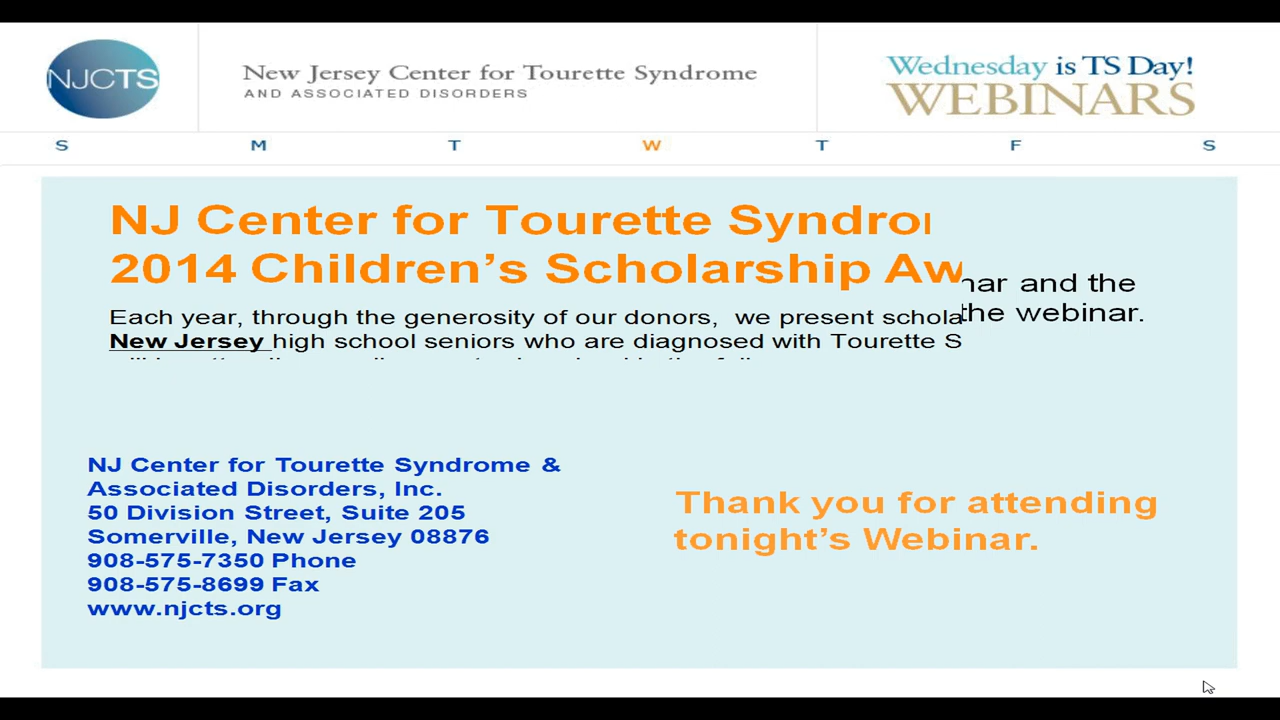 NJCTS
New Jersey Center for Tourette Syndrome
AND ASSOCIATED DISORDERS
Wednesday is TS Day!
WEBINARS
S M T W T F S
NJ Center for Tourette
2014 Children's Scholarship
and the
Each year, through the generosity of our donors, we present
the webinar.
New Jersey high school seniors who are diagnosed with Tourette
NJ Center for Tourette Syndrome &
Associated Disorders, Inc.
50 Division Street, Suite 205
Somerville, New Jersey 08876
908-575-7350 Phone
908-575-8699 Fax
www.njcts.org
Thank you for attending
tonight's Webinar.